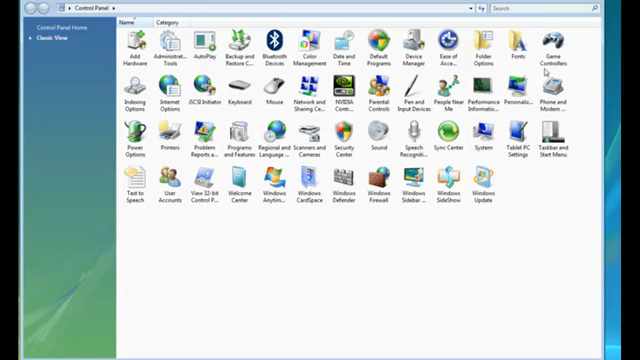 Control Panel
Search
Control Panel Home
Classic View
Name
Category
Add Hardware
Administrat... Tools
AutoPlay
Backup and Restore C...
Bluetooth Devices
Color Management
Date and Time
Default Programs
Device Manager
Ease of Acce...
Folder Options
Fonts
Game Controllers
Indexing Options
Internet Options
iSCSI Initiator
Keyboard
Mouse
Network and Sharing Ce...
NVIDIA Contr...
Parental Controls
Pen and Input Devices
People Near Me
Performance Information...
Personaliz...
Phone and Modem ...
Power Options
Printers
Problem Reports a...
Programs and Features
Regional and Language ...
Scanners and Cameras
Security Center
Sound
Speech Recogniti...
Sync Center
System
Tablet PC Settings
Taskbar and Start Menu
Text to Speech
User Accounts
View 32-bit Control P...
Welcome Center
Windows Anytim...
Windows CardSpace
Windows Defender
Windows Firewall
Windows Sidebar ...
Windows SideShow
Windows Update